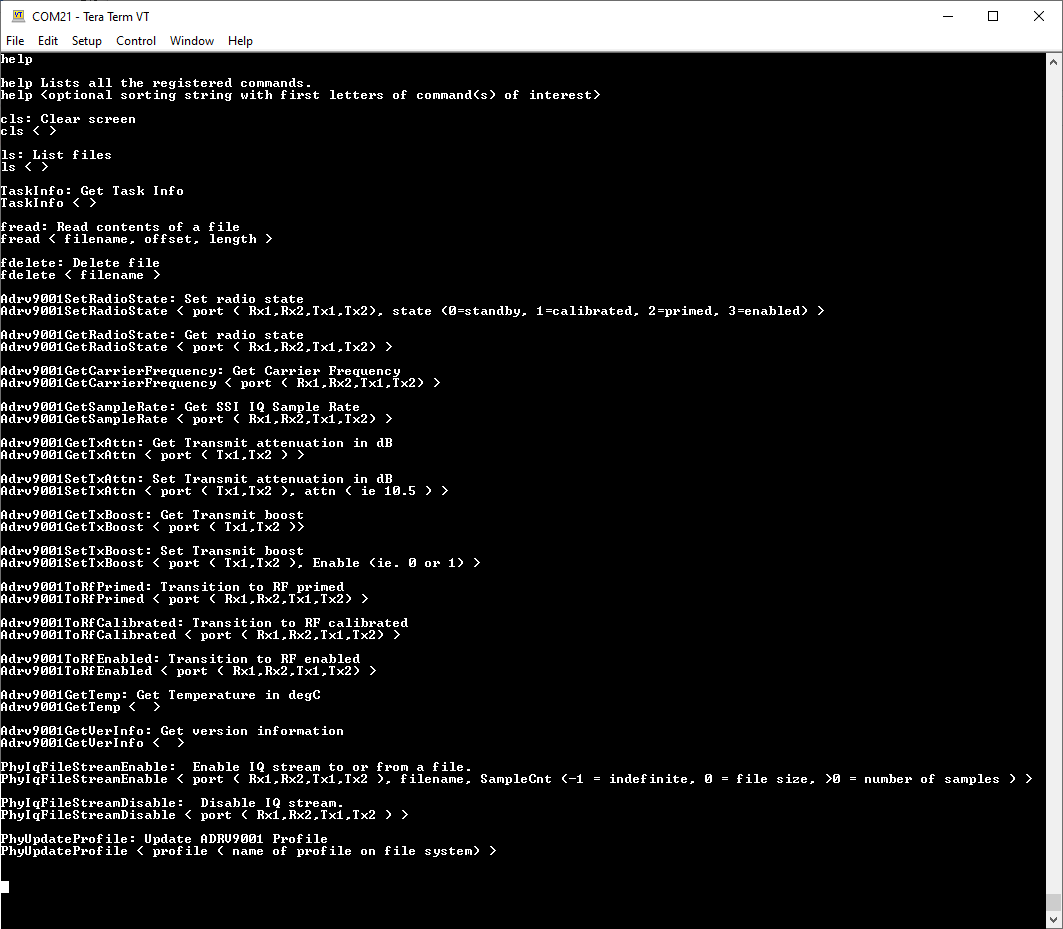 COM21 - Tera Term VT
File Edit Setup Control Window Help
help
help Lists all the registered commands.
help <optional sorting string with first letters of command(s) of interest>
cls: Clear screen
cls < >
ls: List files
ls < >
TaskInfo: Get Task Info
TaskInfo < >
fread: Read contents of a file
fread < filename, offset, length >
fdelete: Delete file
fdelete < filename >
Adrv9001SetRadioState: Set radio state
Adrv9001SetRadioState < port ( Rx1,Rx2,Tx1,Tx2), state (0=standby, 1=calibrated, 2=primed, 3=enabled) >
Adrv9001GetRadioState: Get radio state
Adrv9001GetRadioState < port ( Rx1,Rx2,Tx1,Tx2) >
Adrv9001GetCarrierFrequency: Get Carrier Frequency
Adrv9001GetCarrierFrequency < port ( Rx1,Rx2,Tx1,Tx2) >
Adrv9001GetSampleRate: Get SSI IQ Sample Rate
Adrv9001GetSampleRate < port ( Rx1,Rx2,Tx1,Tx2) >
Adrv9001GetTxAttn: Get Transmit attenuation in dB
Adrv9001GetTxAttn < port ( Tx1,Tx2 ) >
Adrv9001SetTxAttn: Set Transmit attenuation in dB
Adrv9001SetTxAttn < port ( Tx1,Tx2 ), attn ( ie 10.5 ) >
Adrv9001GetTxBoost: Get Transmit boost
Adrv9001GetTxBoost < port ( Tx1,Tx2 )>
Adrv9001SetTxBoost: Set Transmit boost
Adrv9001SetTxBoost < port ( Tx1,Tx2 ), Enable (ie. 0 or 1) >
Adrv9001ToRfPrimed: Transition to RF primed
Adrv9001ToRfPrimed < port ( Rx1,Rx2,Tx1,Tx2) >
Adrv9001ToRfCalibrated: Transition to RF calibrated
Adrv9001ToRfCalibrated < port ( Rx1,Rx2,Tx1,Tx2) >
Adrv9001ToRfEnabled: Transition to RF enabled
Adrv9001ToRfEnabled < port ( Rx1,Rx2,Tx1,Tx2) >
Adrv9001GetTemp: Get Temperature in degC
Adrv9001GetTemp <  >
Adrv9001GetVerInfo: Get version information
Adrv9001GetVerInfo <  >
PhyIqFileStreamEnable:  Enable IQ stream to or from a file.
PhyIqFileStreamEnable < port ( Rx1,Rx2,Tx1,Tx2 ), filename, SampleCnt (-1 = indefinite, 0 = file size, >0 = number of samples ) >
PhyIqFileStreamDisable:  Disable IQ stream.
PhyIqFileStreamDisable < port ( Rx1,Rx2,Tx1,Tx2 ) >
PhyUpdateProfile: Update ADRV9001 Profile
PhyUpdateProfile < profile ( name of profile on file system) >